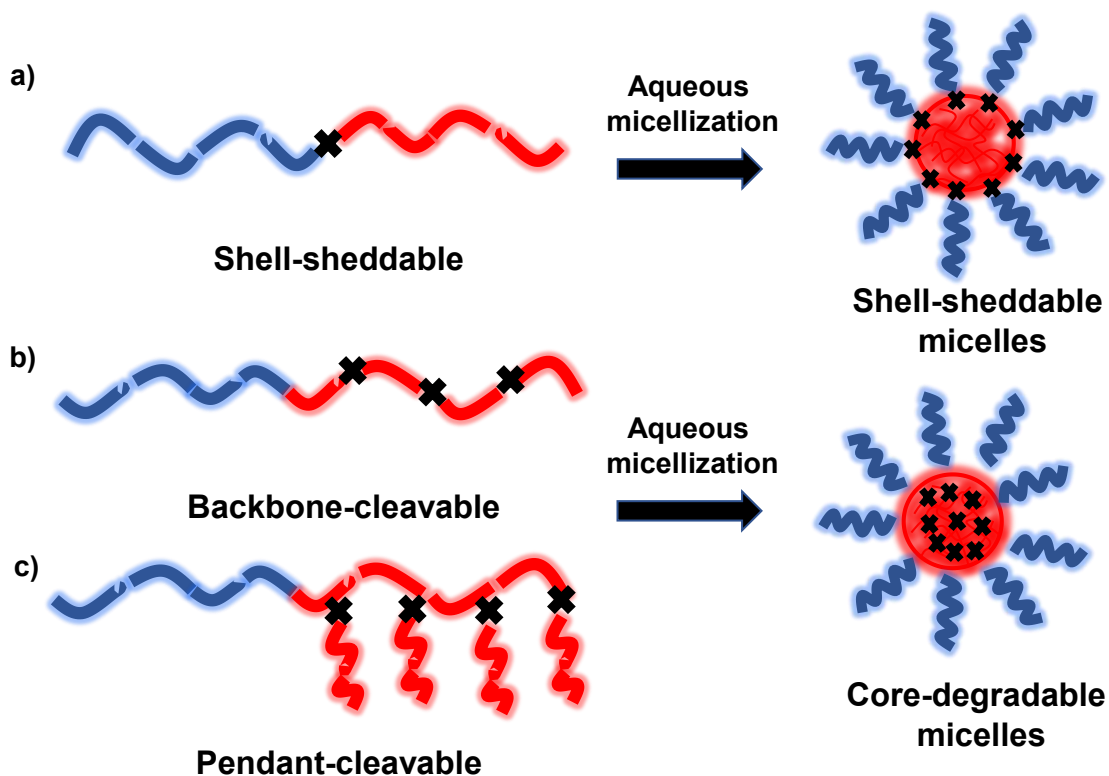 a)
Aqueous
micellization
Shell-sheddable
Shell-sheddable
micelles
b)
Aqueous
micellization
Backbone-cleavable
c)
Core-degradable
micelles
Pendant-cleavable